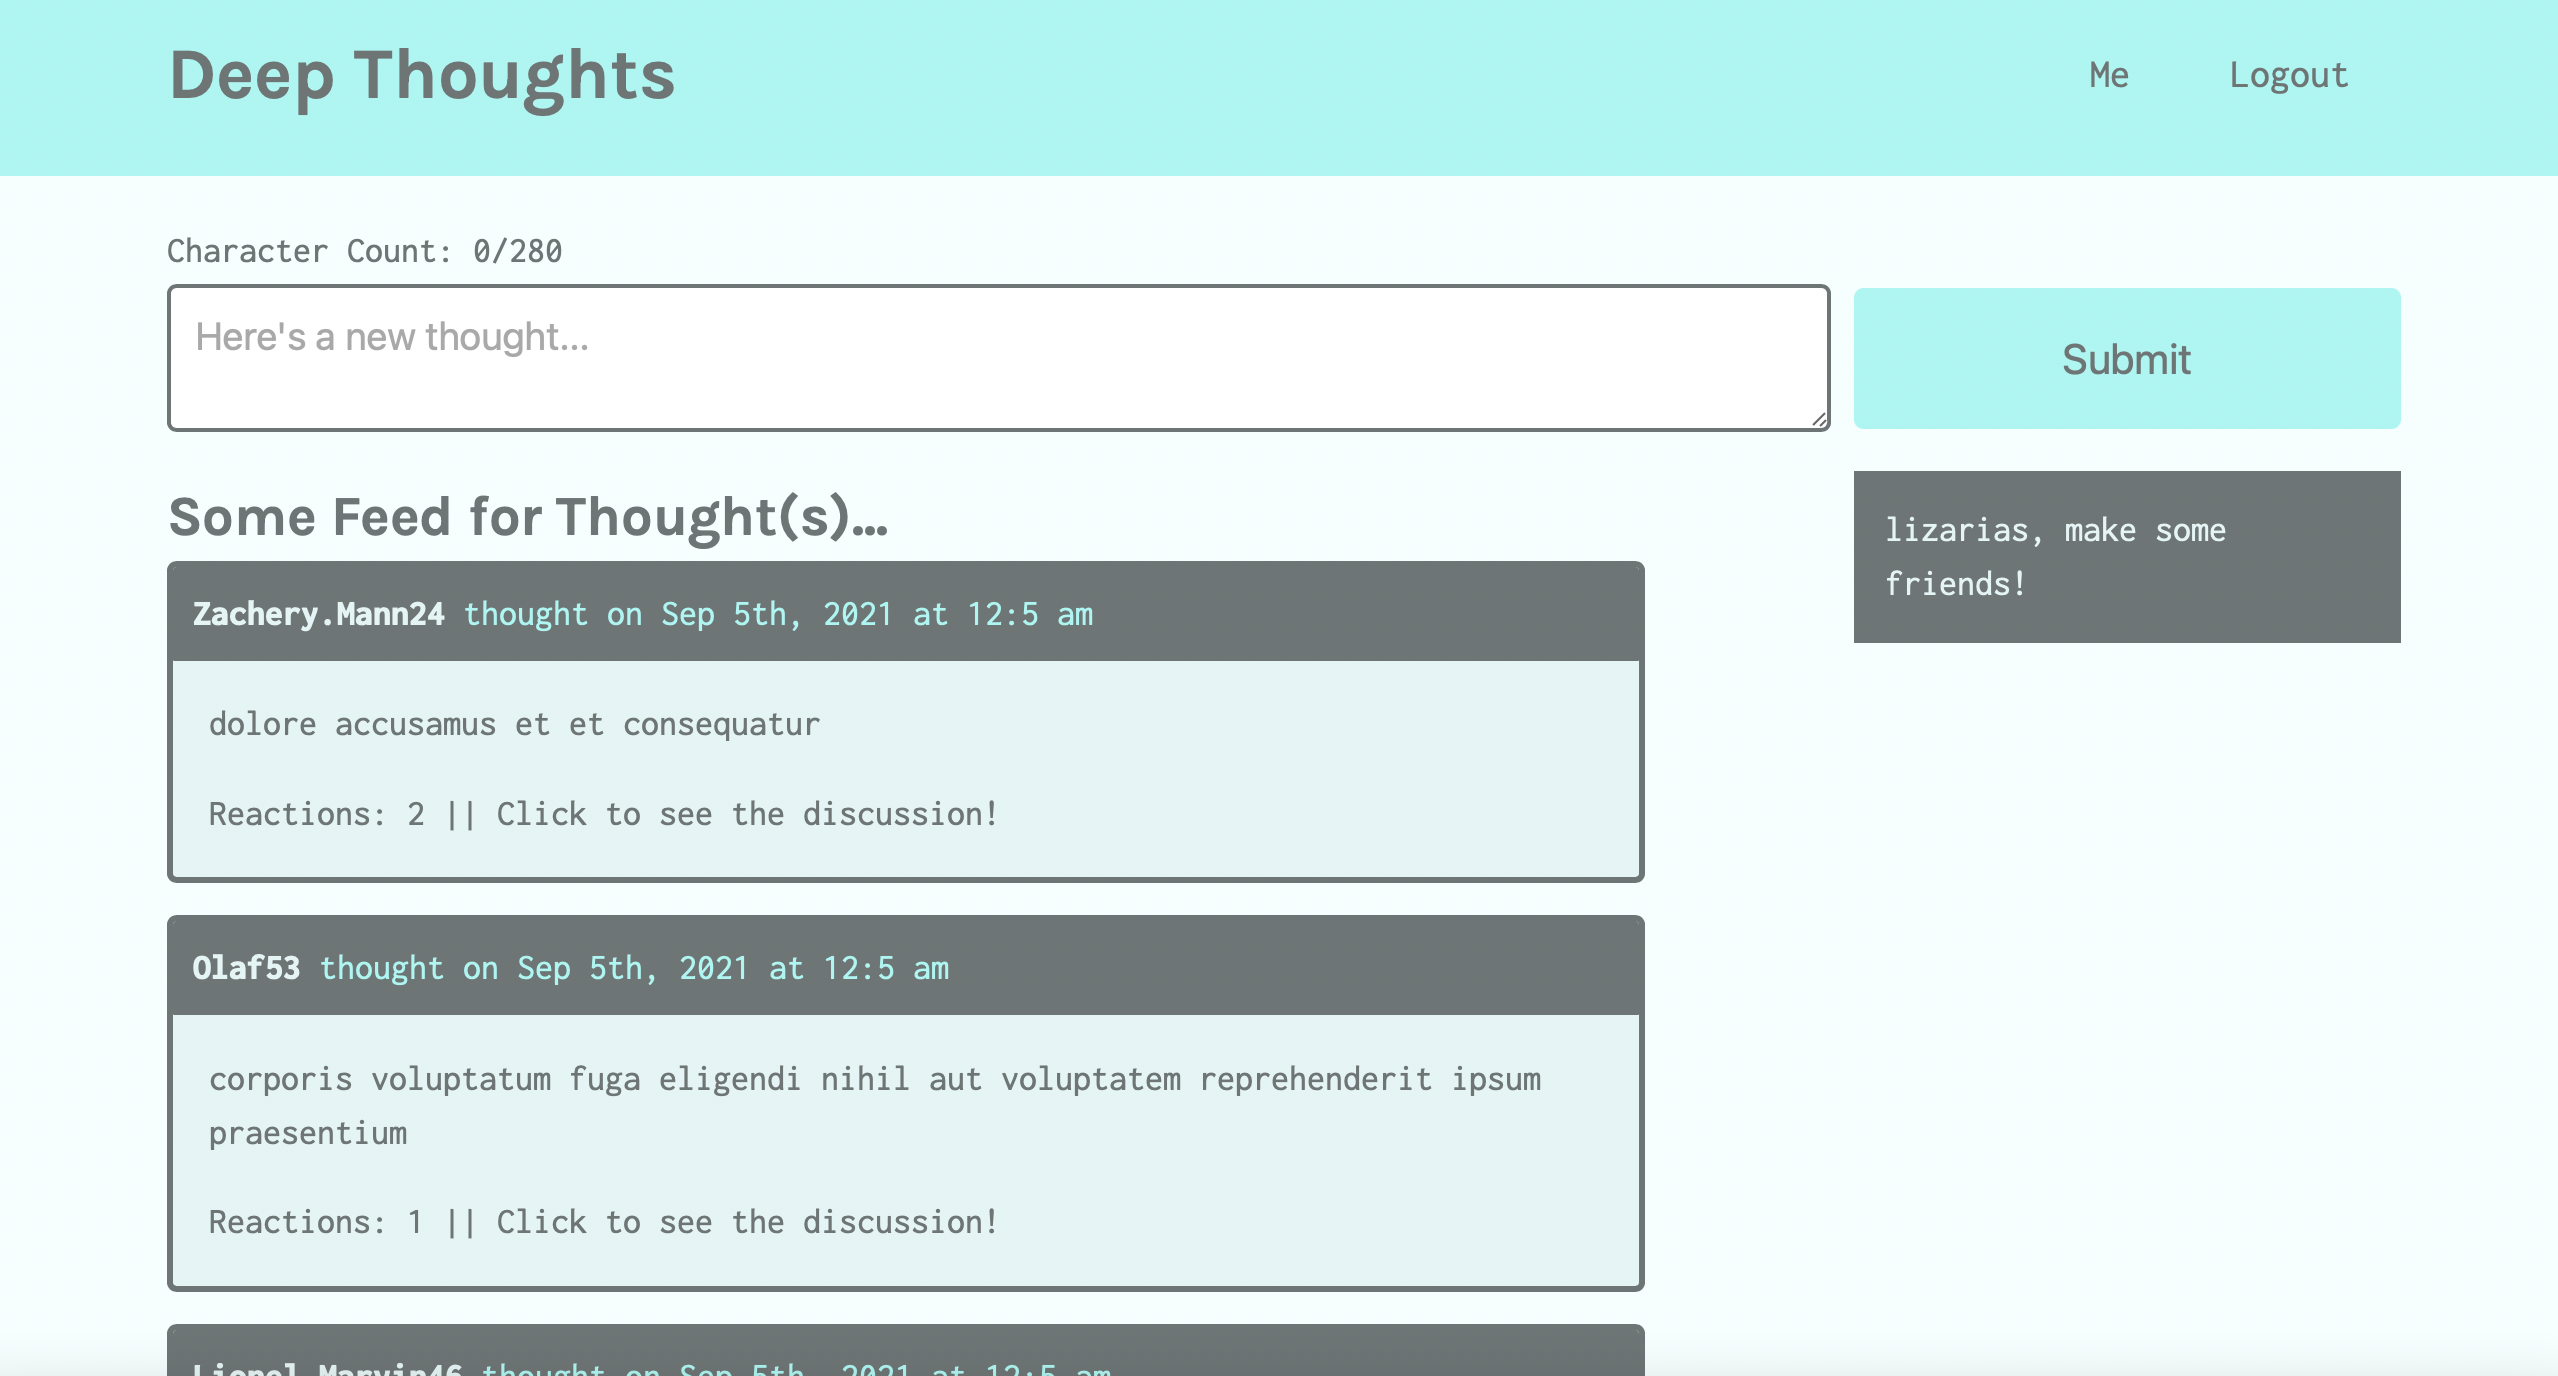 Deep Thoughts
Me
Logout
Character Count: 0/280
Here's a new thought...
Submit
Some Feed for Thought(s)...
lizarias, make some
friends!
Zachery.Mann24 thought on Sep 5th, 2021 at 12:5 am
dolore accusamus et et consequatur
Reactions: 2 || Click to see the discussion!
Olaf53 thought on Sep 5th, 2021 at 12:5 am
corporis voluptatum fuga eligendi nihil aut voluptatem reprehenderit ipsum
praesentium
Reactions: 1 || Click to see the discussion!
Lionel.Marvin46 thought on Sep 5th, 2021 at 12:5 am